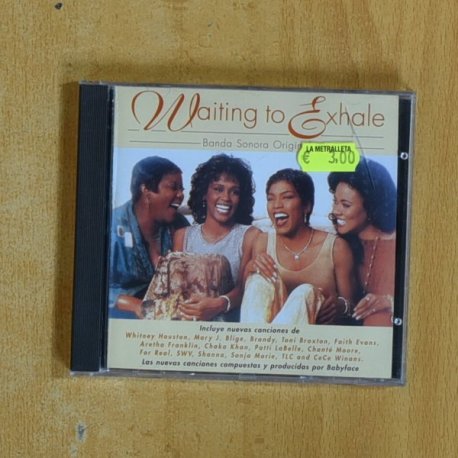 Waiting to Exhale
Banda Sonora Origin
LA METRALLETA
€ 3,00
Incluye nuevas canciones de
Whitney Houston, Mary J. Blige, Brandy, Toni Braxton, Faith Evans,
Aretha Franklin, Chaka Khan, Patti LaBelle, Chanté Moore,
For Real, SWV, Shanna, Sonja Marie, TLC and CeCe Winans.
Las nuevas canciones compuestas y producidas por Babyface